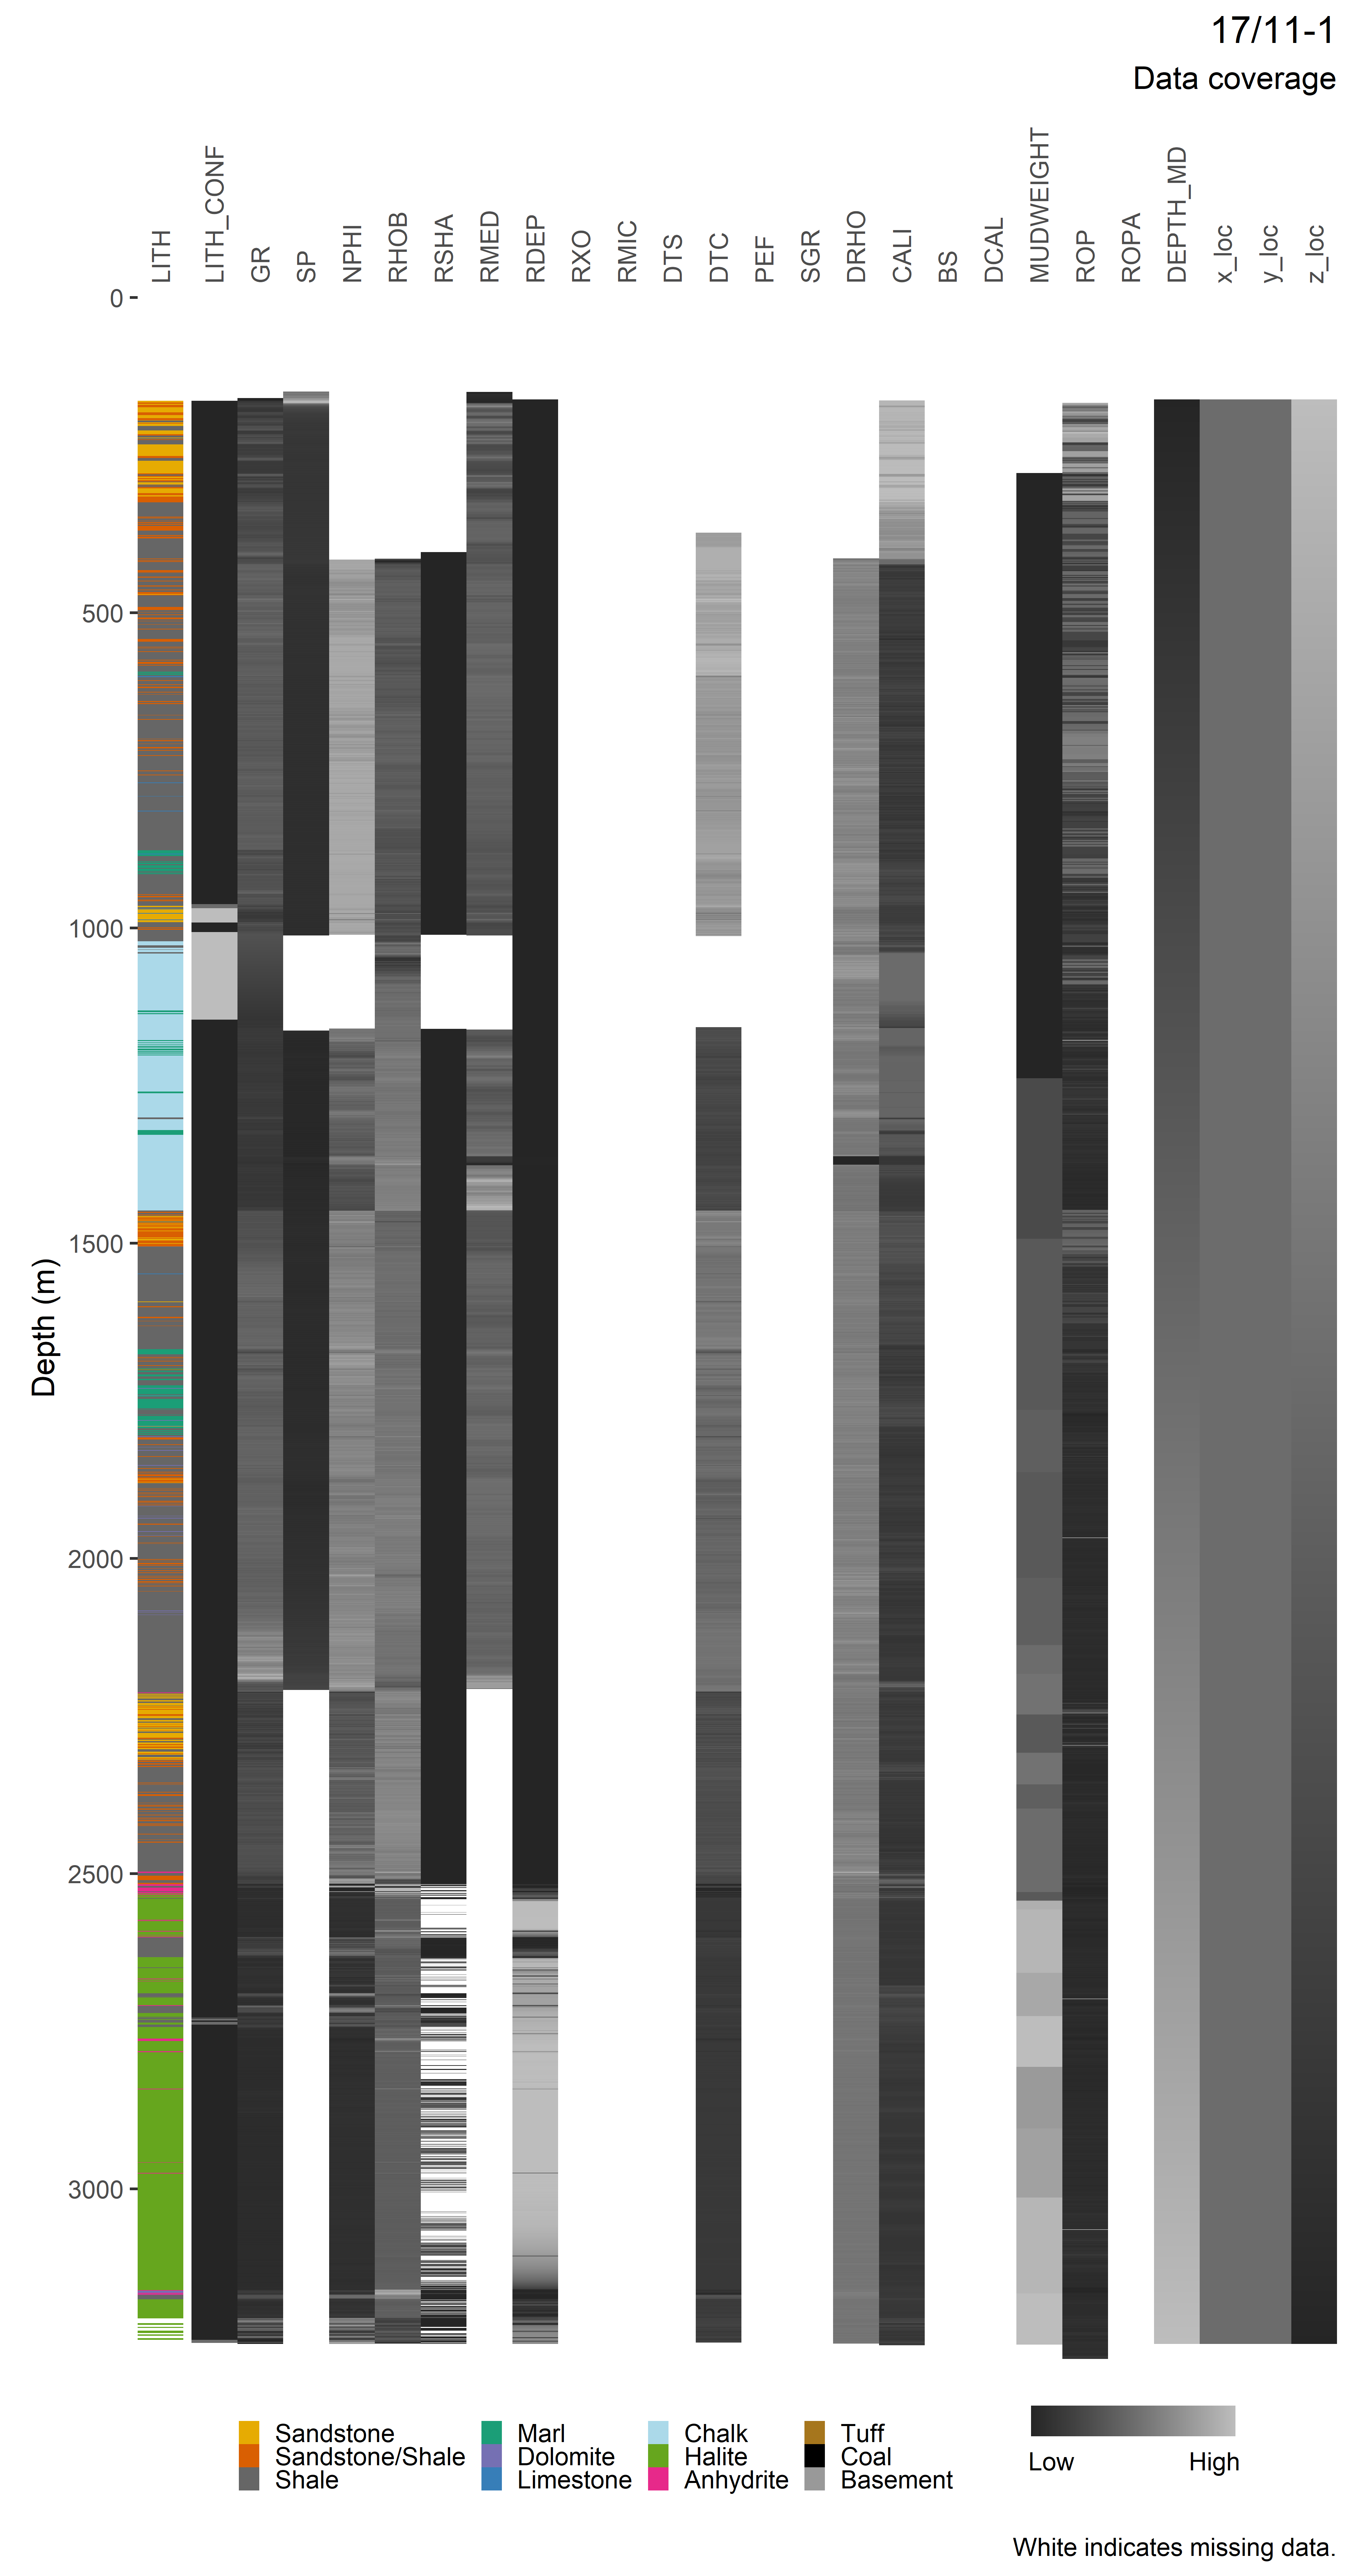 17/11-1
Data coverage
LITH
LITH_CONF
GR
SP
NPHI
RHOB
RSHA
RMED
RDEP
RXO
RMIC
DTS
DTC
PEF
SGR
DRHO
CALI
BS
DCAL
MUDWEIGHT
ROP
ROPA
DEPTH_MD
x_loc
y_loc
z_loc
0
500
1000
1500
2000
2500
3000
Depth (m)
Sandstone
Sandstone/Shale
Shale
Marl
Dolomite
Limestone
Chalk
Halite
Anhydrite
Tuff
Coal
Basement
Low High
White indicates missing data.